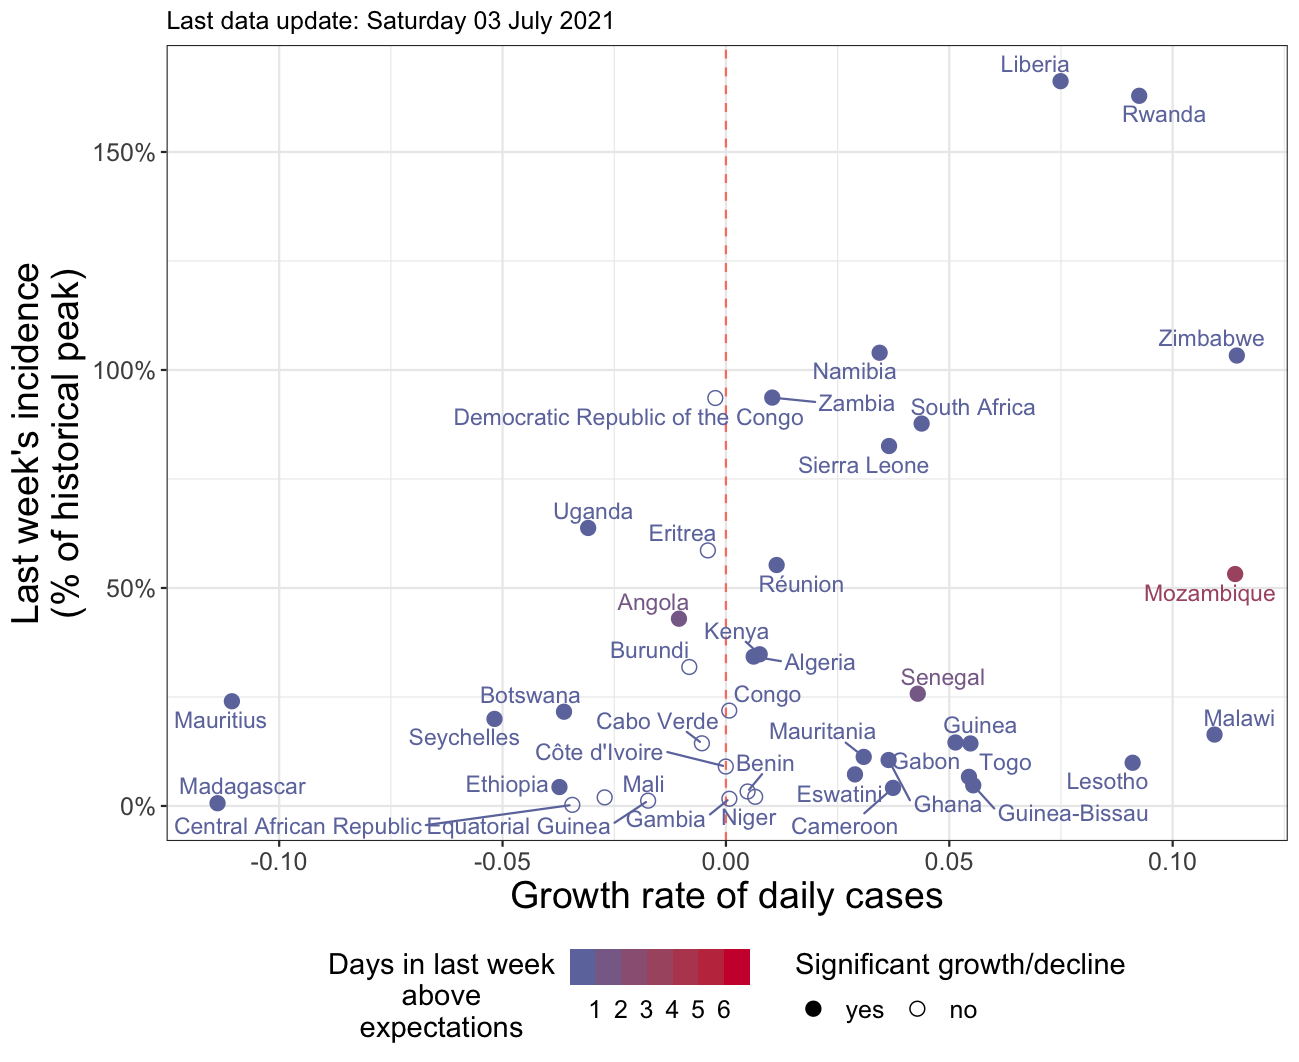 Last data update: Saturday 03 July 2021
Liberia
Rwanda
150%
Zimbabwe
100%
Namibia
Zambia
South Africa
Democratic Republic of the Congo
Sierra Leone
Uganda
Eritrea
50%
Réunion
Mozambique
Angola
Kenya
Burundi
Algeria
Senegal
Botswana
Congo
Mauritius
Cabo Verde
Malawi
Guinea
Mauritania
Seychelles
Côte d'Ivoire
Benin
Gabon
Togo
Lesotho
Madagascar
Ethiopia
Mali
Eswatini
Ghana
0%
Guinea-Bissau
Central African Republic
Equatorial Guinea
Gambia
Niger
Cameroon
-0.10
-0.05
0.00
0.05
0.10
Last week's incidence
(% of historical peak)
Growth rate of daily cases
Days in last week
above
expectations
1 2 3 4 5 6
Significant growth/decline
yes no